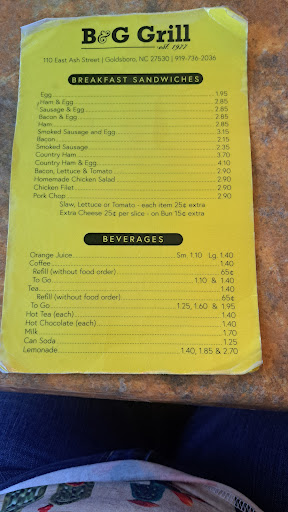 B&G Grill
est. 1977
110 East Ash Street | Goldsboro, NC 27530 | 919-736-2036
BREAKFAST SANDWICHES
Egg 1.95
Ham & Egg 2.85
Sausage & Egg 2.85
Bacon & Egg 2.85
Ham 2.85
Smoked Sausage and Egg 3.15
Bacon 2.15
Smoked Sausage 2.35
Country Ham 3.70
Country Ham & Egg 4.10
Bacon, Lettuce & Tomato 2.90
Homemade Chicken Salad 2.90
Chicken Filet 2.90
Pork Chop 2.90
Slaw, Lettuce or Tomato - each item 25¢ extra
Extra Cheese 25¢ per slice - on Bun 15¢ extra
BEVERAGES
Orange Juice Sm 1.10 Lg 1.40
Coffee 1.40
Refill (without food order) 65¢
To Go 1.10 & 1.40
Tea 1.40
Refill (without food order) 65¢
To Go 1.25, 1.60 & 1.95
Hot Tea (each) 1.40
Hot Chocolate (each) 1.40
Milk 1.70
Can Soda 1.25
Lemonade 1.40, 1.85 & 2.70